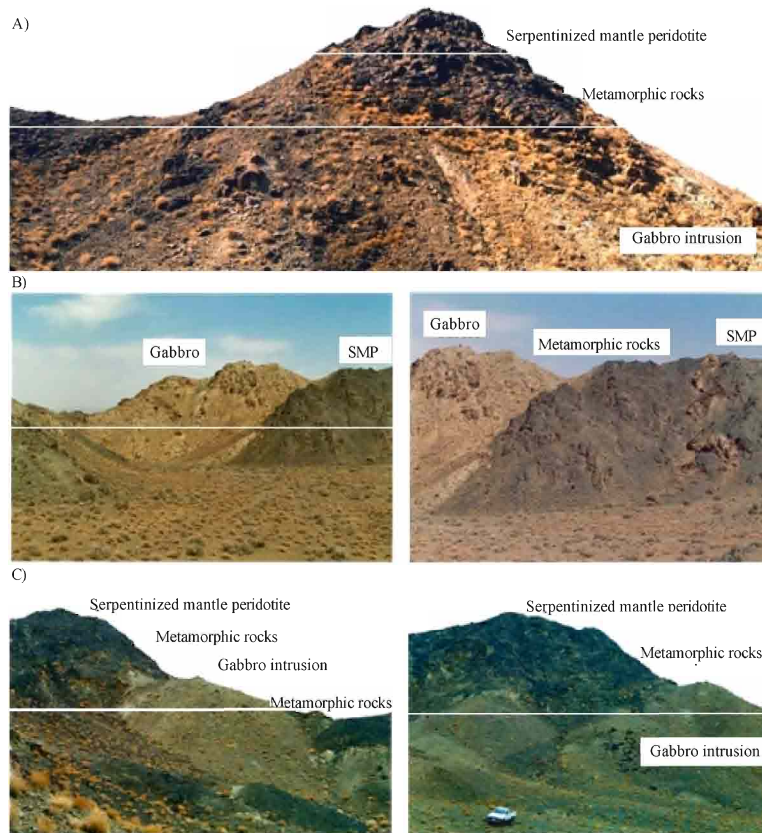 A)
Serpentinized mantle peridotite
Metamorphic rocks
Gabbro intrusion
B)
Gabbro
SMP
Gabbro
Metamorphic rocks
SMP
C)
Serpentinized mantle peridotite
Metamorphic rocks
Gabbro intrusion
Metamorphic rocks
Serpentinized mantle peridotite
Metamorphic rocks
Gabbro intrusion